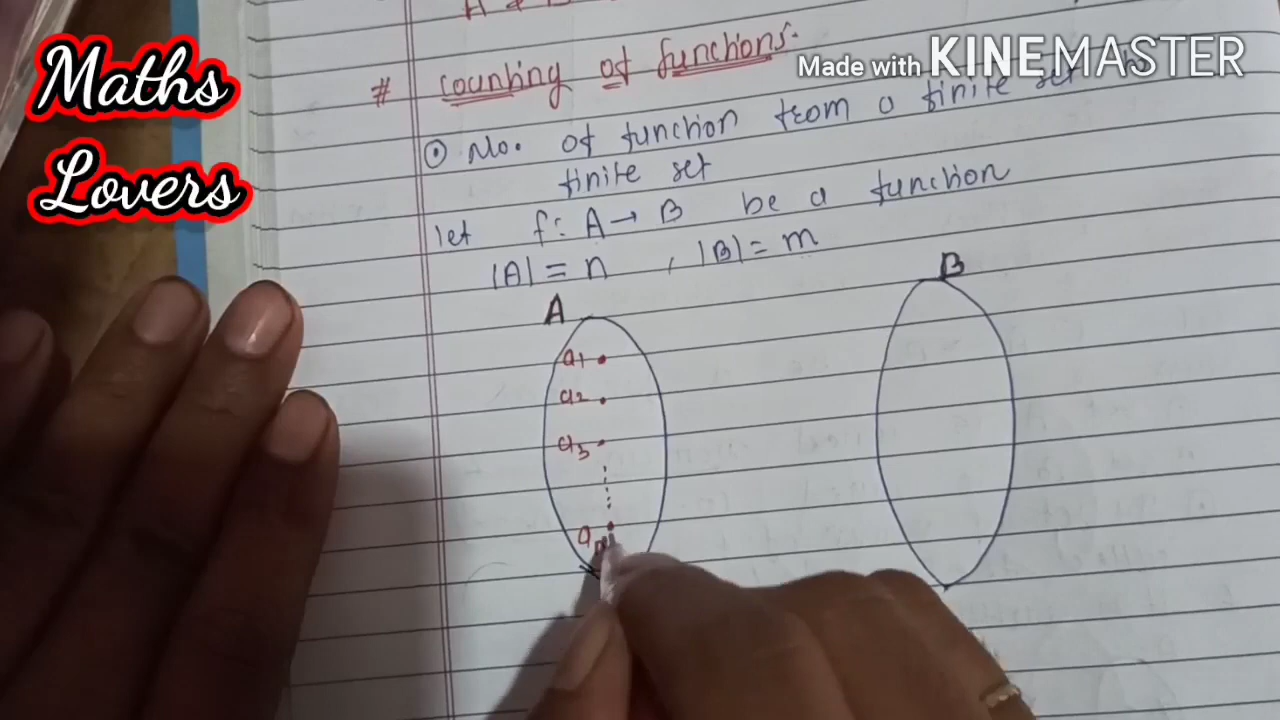 Maths
Lovers
Made with KINEMASTER
# Counting of functions.
⊙ No. of function from a finite set
finite set
let f: A → B be a function
|A| = n , |B| = m
A
B
a1
a2
a3
an